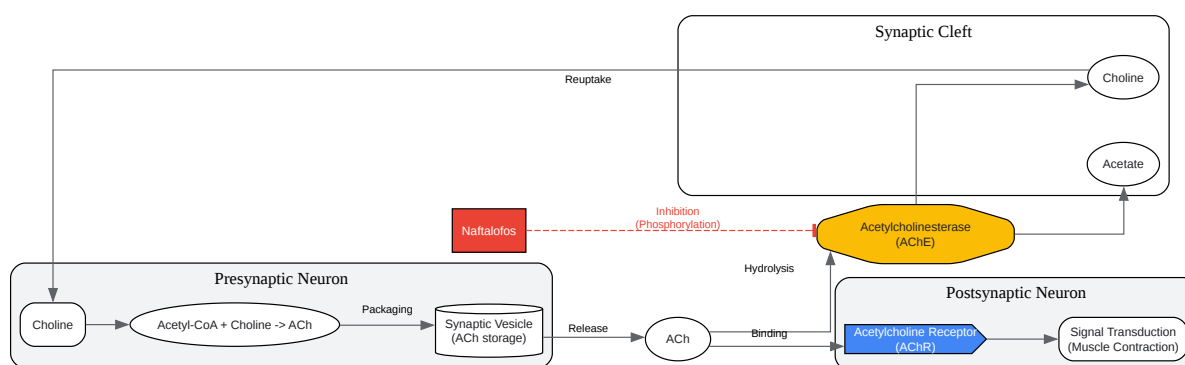 Synaptic Cleft
Reuptake
Choline
Acetate
Inhibition
(Phosphorylation)
Naftalofos
Acetylcholinesterase
(AChE)
Hydrolysis
Presynaptic Neuron
Choline
Acetyl-CoA + Choline -> ACh
Packaging
Synaptic Vesicle
(ACh storage)
Release
ACh
Binding
Postsynaptic Neuron
Acetylcholine Receptor
(AChR)
Signal Transduction
(Muscle Contraction)